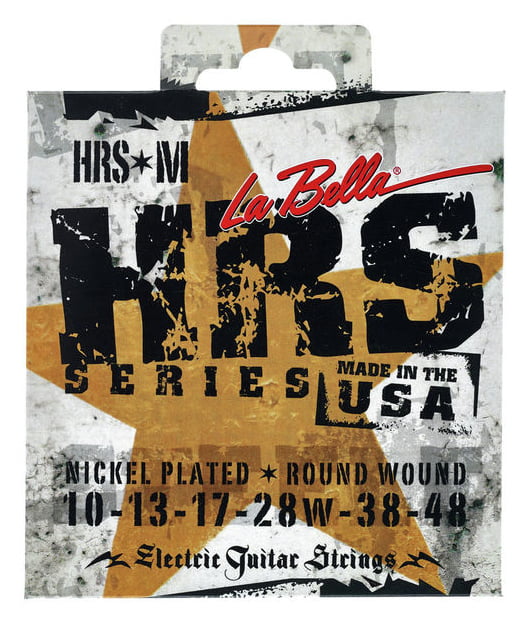 HRS★M
La Bella®
HRS
SERIES
MADE IN THE
USA
NICKEL PLATED ★ ROUND WOUND
10-13-17-28W-38-48
Electric Guitar Strings